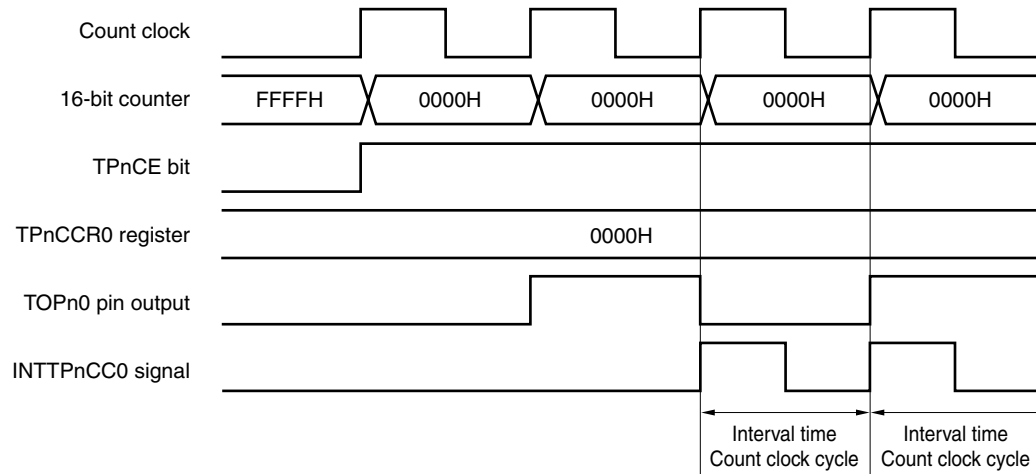 Count clock
16-bit counter
FFFFH 0000H 0000H 0000H 0000H
TPnCE bit
TPnCCR0 register
0000H
TOPn0 pin output
INTTPnCC0 signal
Interval time
Count clock cycle
Interval time
Count clock cycle